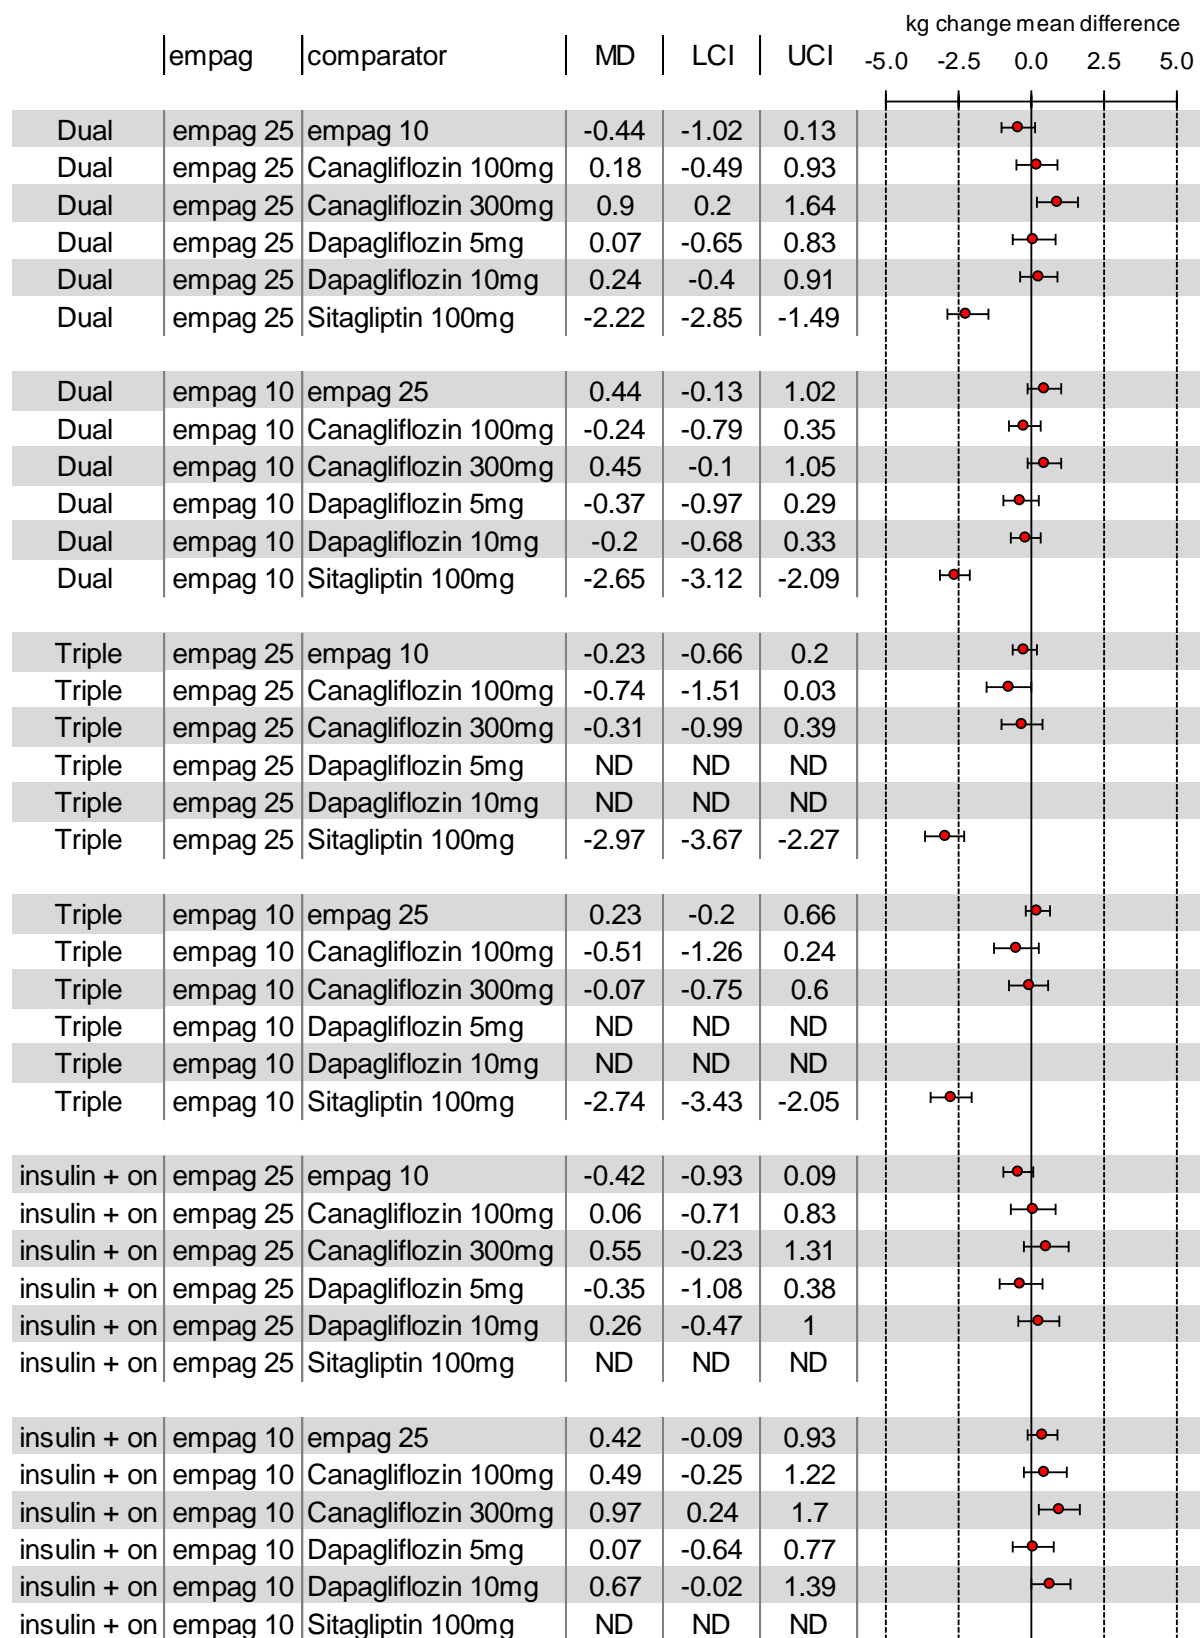 kg change mean difference
empag comparator MD LCI UCI -5.0 -2.5 0.0 2.5 5.0
Dual empag 25 empag 10 -0.44 -1.02 0.13
Dual empag 25 Canagliflozin 100mg 0.18 -0.49 0.93
Dual empag 25 Canagliflozin 300mg 0.9 0.2 1.64
Dual empag 25 Dapagliflozin 5mg 0.07 -0.65 0.83
Dual empag 25 Dapagliflozin 10mg 0.24 -0.4 0.91
Dual empag 25 Sitagliptin 100mg -2.22 -2.85 -1.49
Dual empag 10 empag 25 0.44 -0.13 1.02
Dual empag 10 Canagliflozin 100mg -0.24 -0.79 0.35
Dual empag 10 Canagliflozin 300mg 0.45 -0.1 1.05
Dual empag 10 Dapagliflozin 5mg -0.37 -0.97 0.29
Dual empag 10 Dapagliflozin 10mg -0.2 -0.68 0.33
Dual empag 10 Sitagliptin 100mg -2.65 -3.12 -2.09
Triple empag 25 empag 10 -0.23 -0.66 0.2
Triple empag 25 Canagliflozin 100mg -0.74 -1.51 0.03
Triple empag 25 Canagliflozin 300mg -0.31 -0.99 0.39
Triple empag 25 Dapagliflozin 5mg ND ND ND
Triple empag 25 Dapagliflozin 10mg ND ND ND
Triple empag 25 Sitagliptin 100mg -2.97 -3.67 -2.27
Triple empag 10 empag 25 0.23 -0.2 0.66
Triple empag 10 Canagliflozin 100mg -0.51 -1.26 0.24
Triple empag 10 Canagliflozin 300mg -0.07 -0.75 0.6
Triple empag 10 Dapagliflozin 5mg ND ND ND
Triple empag 10 Dapagliflozin 10mg ND ND ND
Triple empag 10 Sitagliptin 100mg -2.74 -3.43 -2.05
insulin + on empag 25 empag 10 -0.42 -0.93 0.09
insulin + on empag 25 Canagliflozin 100mg 0.06 -0.71 0.83
insulin + on empag 25 Canagliflozin 300mg 0.55 -0.23 1.31
insulin + on empag 25 Dapagliflozin 5mg -0.35 -1.08 0.38
insulin + on empag 25 Dapagliflozin 10mg 0.26 -0.47 1
insulin + on empag 25 Sitagliptin 100mg ND ND ND
insulin + on empag 10 empag 25 0.42 -0.09 0.93
insulin + on empag 10 Canagliflozin 100mg 0.49 -0.25 1.22
insulin + on empag 10 Canagliflozin 300mg 0.97 0.24 1.7
insulin + on empag 10 Dapagliflozin 5mg 0.07 -0.64 0.77
insulin + on empag 10 Dapagliflozin 10mg 0.67 -0.02 1.39
insulin + on empag 10 Sitagliptin 100mg ND ND ND